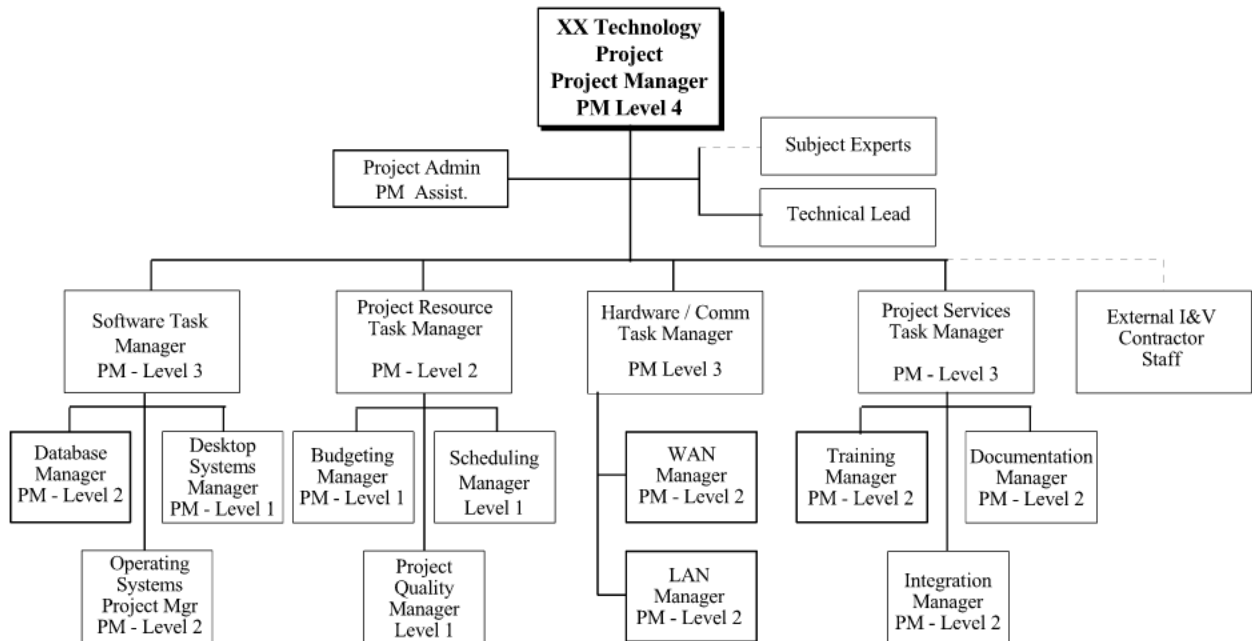 XX Technology
Project
Project Manager
PM Level 4
Subject Experts
Project Admin
PM Assist.
Technical Lead
Software Task
Manager
PM - Level 3
Project Resource
Task Manager
PM - Level 2
Hardware / Comm
Task Manager
PM Level 3
Project Services
Task Manager
PM - Level 3
External I&V
Contractor
Staff
Database
Manager
PM - Level 2
Desktop
Systems
Manager
PM - Level 1
Budgeting
Manager
PM - Level 1
Scheduling
Manager
Level 1
WAN
Manager
PM - Level 2
Training
Manager
PM - Level 2
Documentation
Manager
PM - Level 2
Operating
Systems
Project Mgr
PM - Level 2
Project
Quality
Manager
Level 1
LAN
Manager
PM - Level 2
Integration
Manager
PM - Level 2